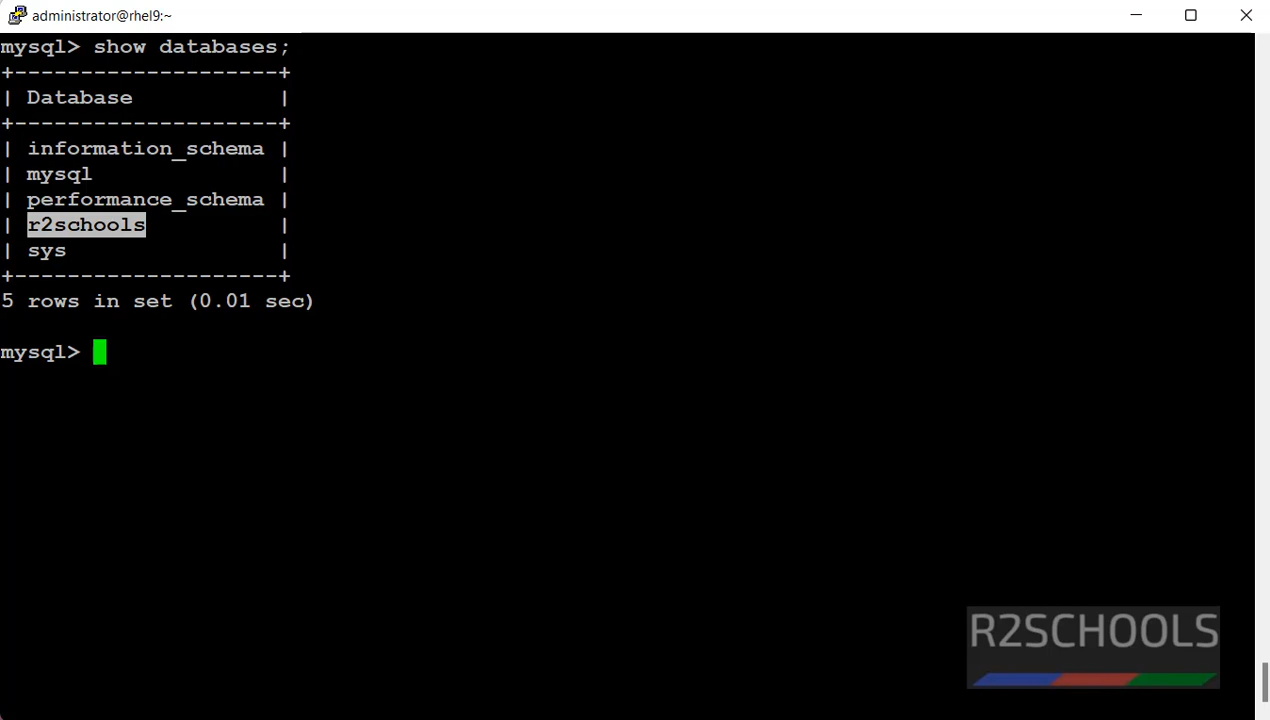 administrator@rhel9:~
mysql> show databases;
+--------------------+
| Database           |
+--------------------+
| information_schema |
| mysql              |
| performance_schema |
| r2schools          |
| sys                |
+--------------------+
5 rows in set (0.01 sec)
mysql>
R2SCHOOLS